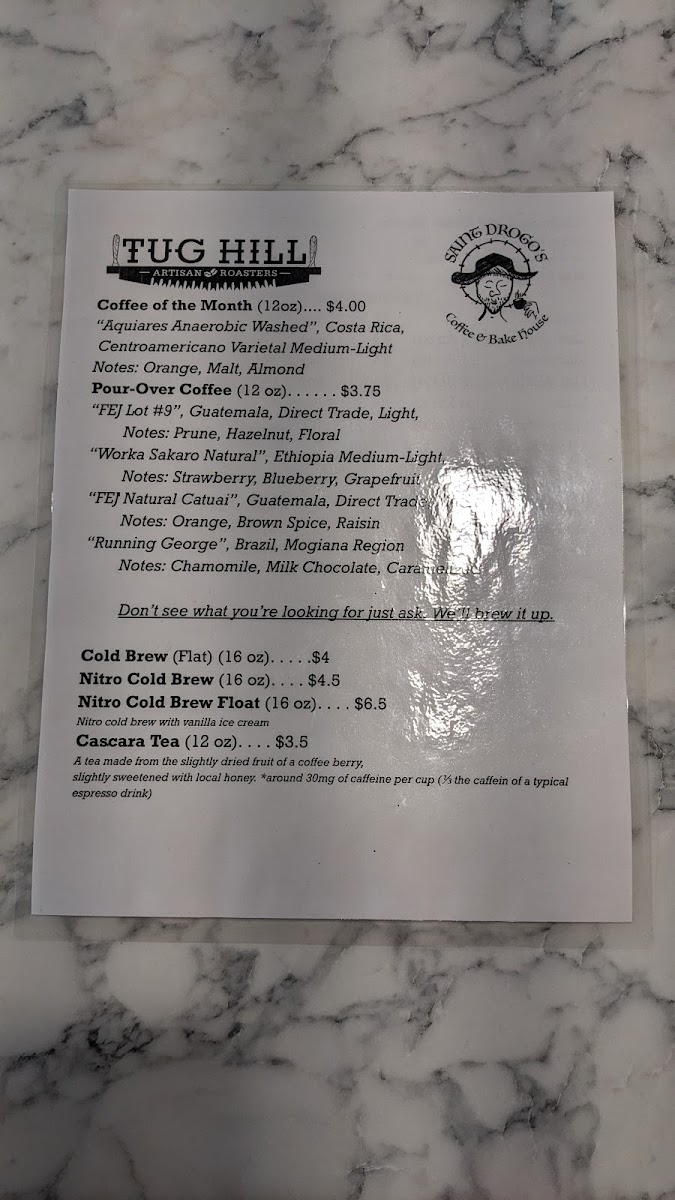 TUG HILL
ARTISAN ROASTERS
SAINT DROGO'S
Coffee & Bake House
Coffee of the Month (12oz).... $4.00
"Aquiares Anaerobic Washed", Costa Rica,
Centroamericano Varietal Medium-Light
Notes: Orange, Malt, Almond
Pour-Over Coffee (12 oz)...... $3.75
"FEJ Lot #9", Guatemala, Direct Trade, Light,
Notes: Prune, Hazelnut, Floral
"Worka Sakaro Natural", Ethiopia Medium-Light,
Notes: Strawberry, Blueberry, Grapefruit
"FEJ Natural Catuai", Guatemala, Direct Trade
Notes: Orange, Brown Spice, Raisin
"Running George", Brazil, Mogiana Region
Notes: Chamomile, Milk Chocolate,
Don't see what you're looking for just ask. We'll brew it up.
Cold Brew (Flat) (16 oz).....$4
Nitro Cold Brew (16 oz).... $4.5
Nitro Cold Brew Float (16 oz).... $6.5
Nitro cold brew with vanilla ice cream
Cascara Tea (12 oz).... $3.5
A tea made from the slightly dried fruit of a coffee berry,
slightly sweetened with local honey. *around 30mg of caffeine per cup (⅓ the caffein of a typical
espresso drink)